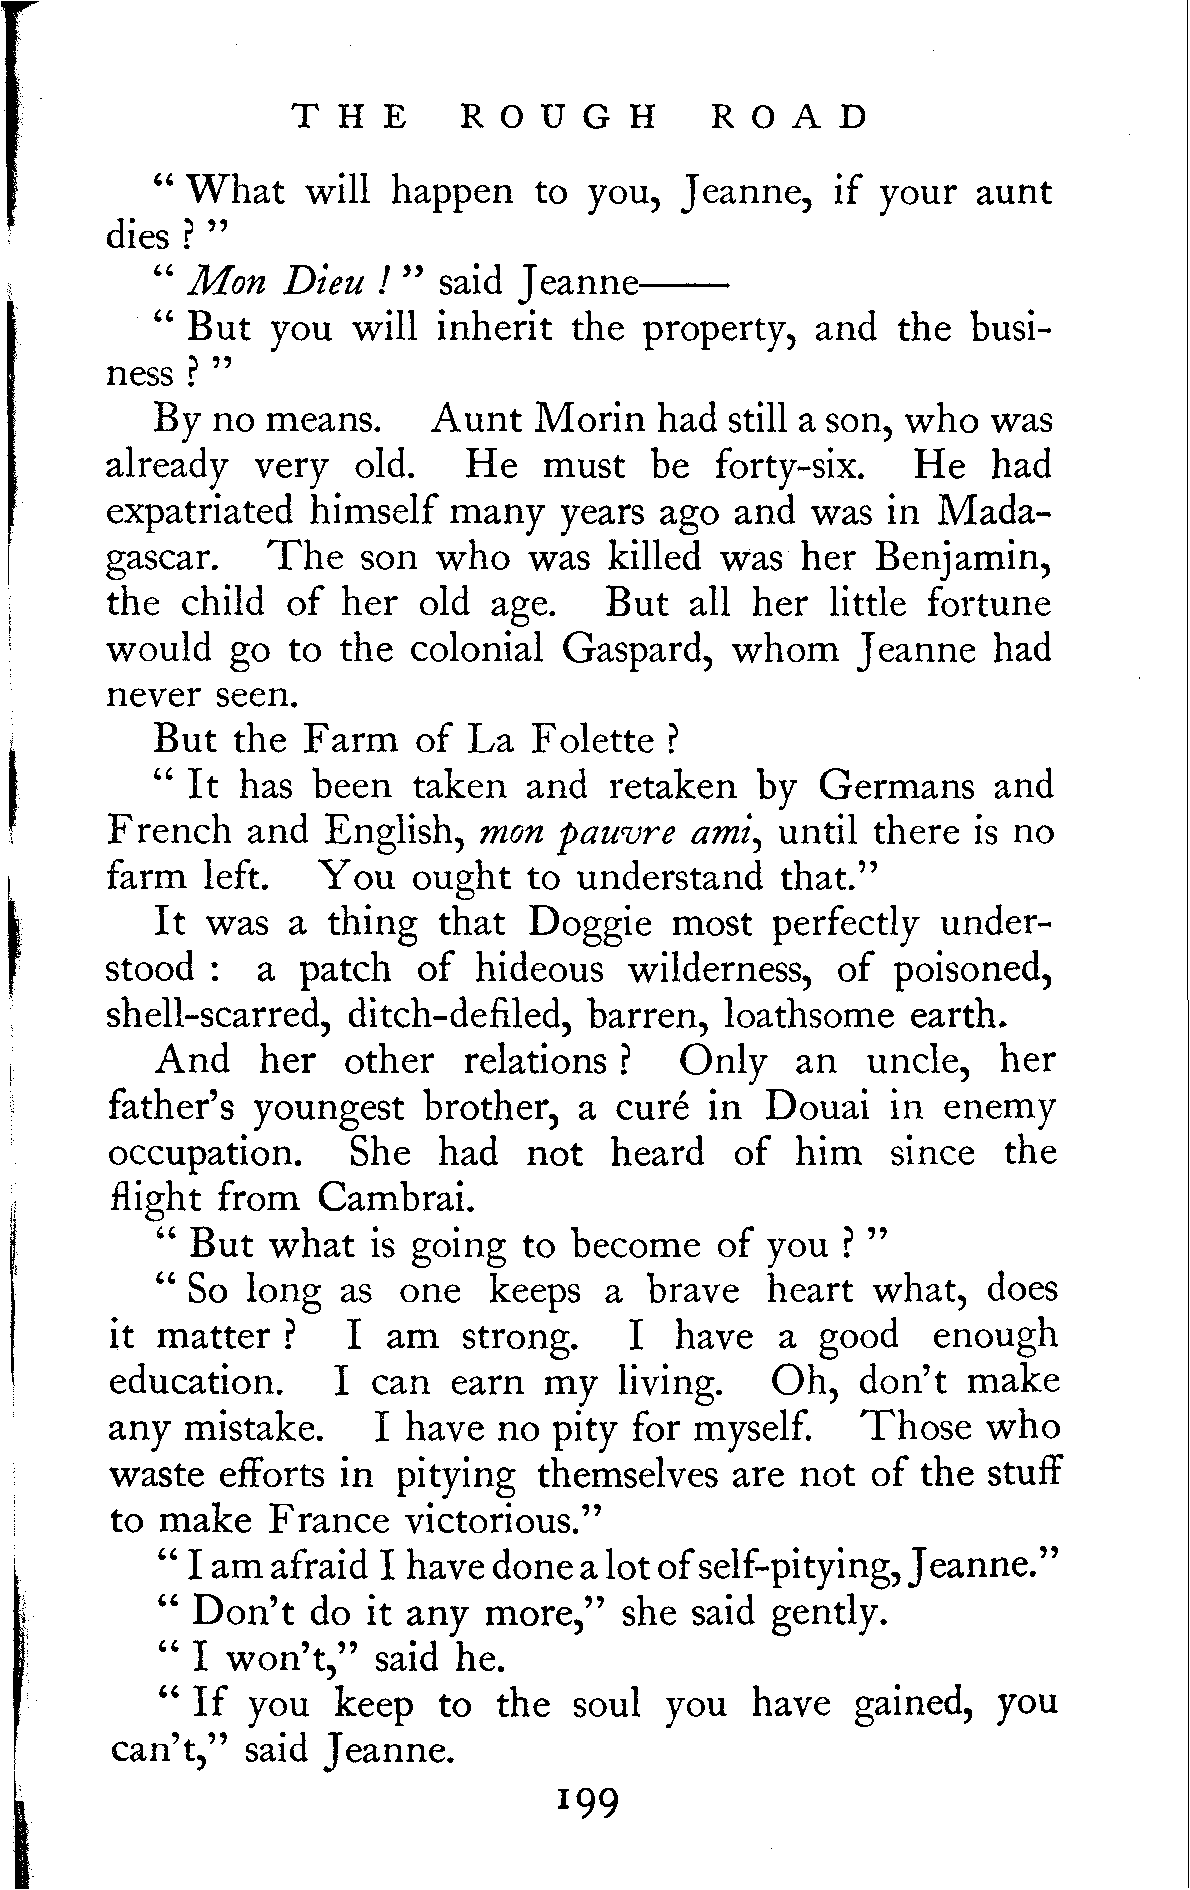 THE ROUGH ROAD
“ What will happen to you, Jeanne, if your aunt
dies ? ”
“ Mon Dieu ! ” said Jeanne——
“ But you will inherit the property, and the busi-
ness ? ”
By no means. Aunt Morin had still a son, who was
already very old. He must be forty-six. He had
expatriated himself many years ago and was in Mada-
gascar. The son who was killed was her Benjamin,
the child of her old age. But all her little fortune
would go to the colonial Gaspard, whom Jeanne had
never seen.
But the Farm of La Folette ?
“ It has been taken and retaken by Germans and
French and English, mon pauvre ami, until there is no
farm left. You ought to understand that.”
It was a thing that Doggie most perfectly under-
stood : a patch of hideous wilderness, of poisoned,
shell-scarred, ditch-defiled, barren, loathsome earth.
And her other relations ? Only an uncle, her
father’s youngest brother, a curé in Douai in enemy
occupation. She had not heard of him since the
flight from Cambrai.
“ But what is going to become of you ? ”
“ So long as one keeps a brave heart what, does
it matter ? I am strong. I have a good enough
education. I can earn my living. Oh, don’t make
any mistake. I have no pity for myself. Those who
waste efforts in pitying themselves are not of the stuff
to make France victorious.”
“ I am afraid I have done a lot of self-pitying, Jeanne.”
“ Don’t do it any more,” she said gently.
“ I won’t,” said he.
“ If you keep to the soul you have gained, you
can’t,” said Jeanne.
199